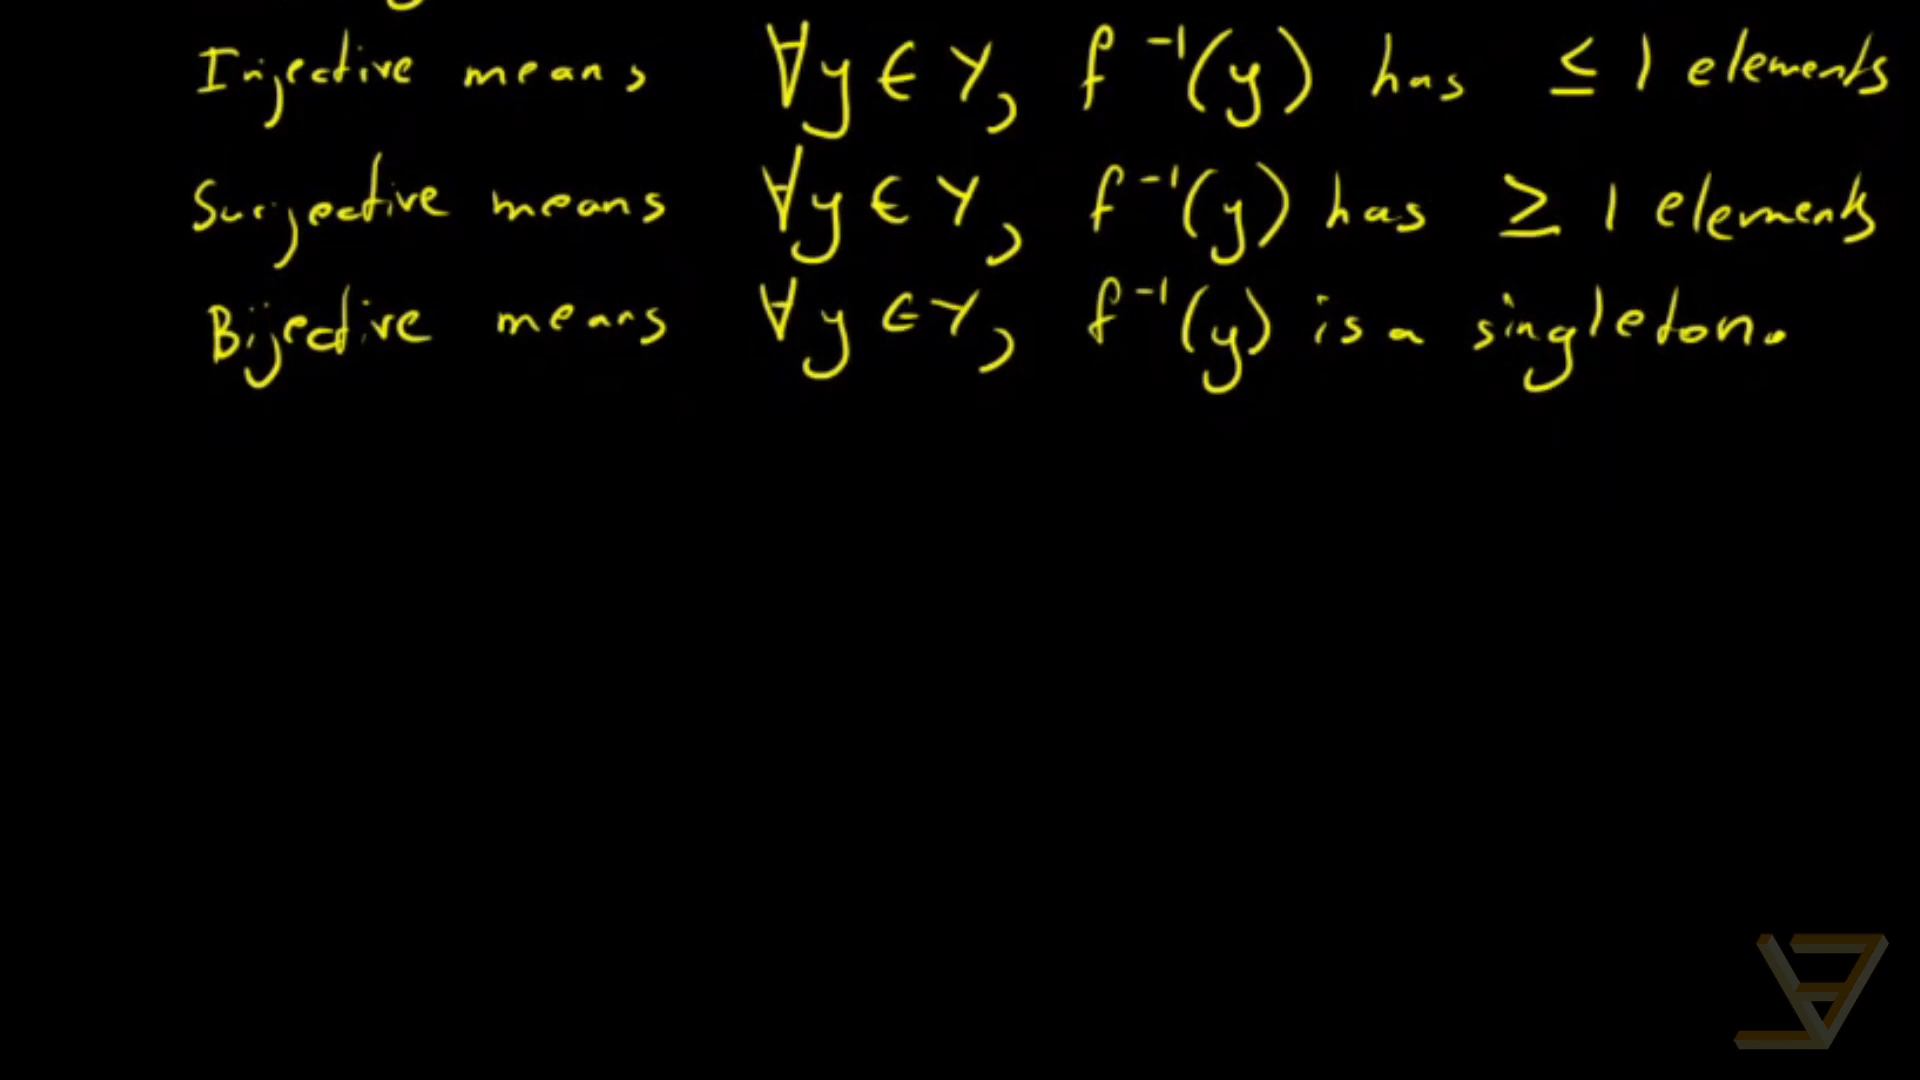 Injective means ∀y ∈ Y, f⁻¹(y) has ≤ 1 elements
Surjective means ∀y ∈ Y, f⁻¹(y) has ≥ 1 elements
Bijective means ∀y ∈ Y, f⁻¹(y) is a singleton.